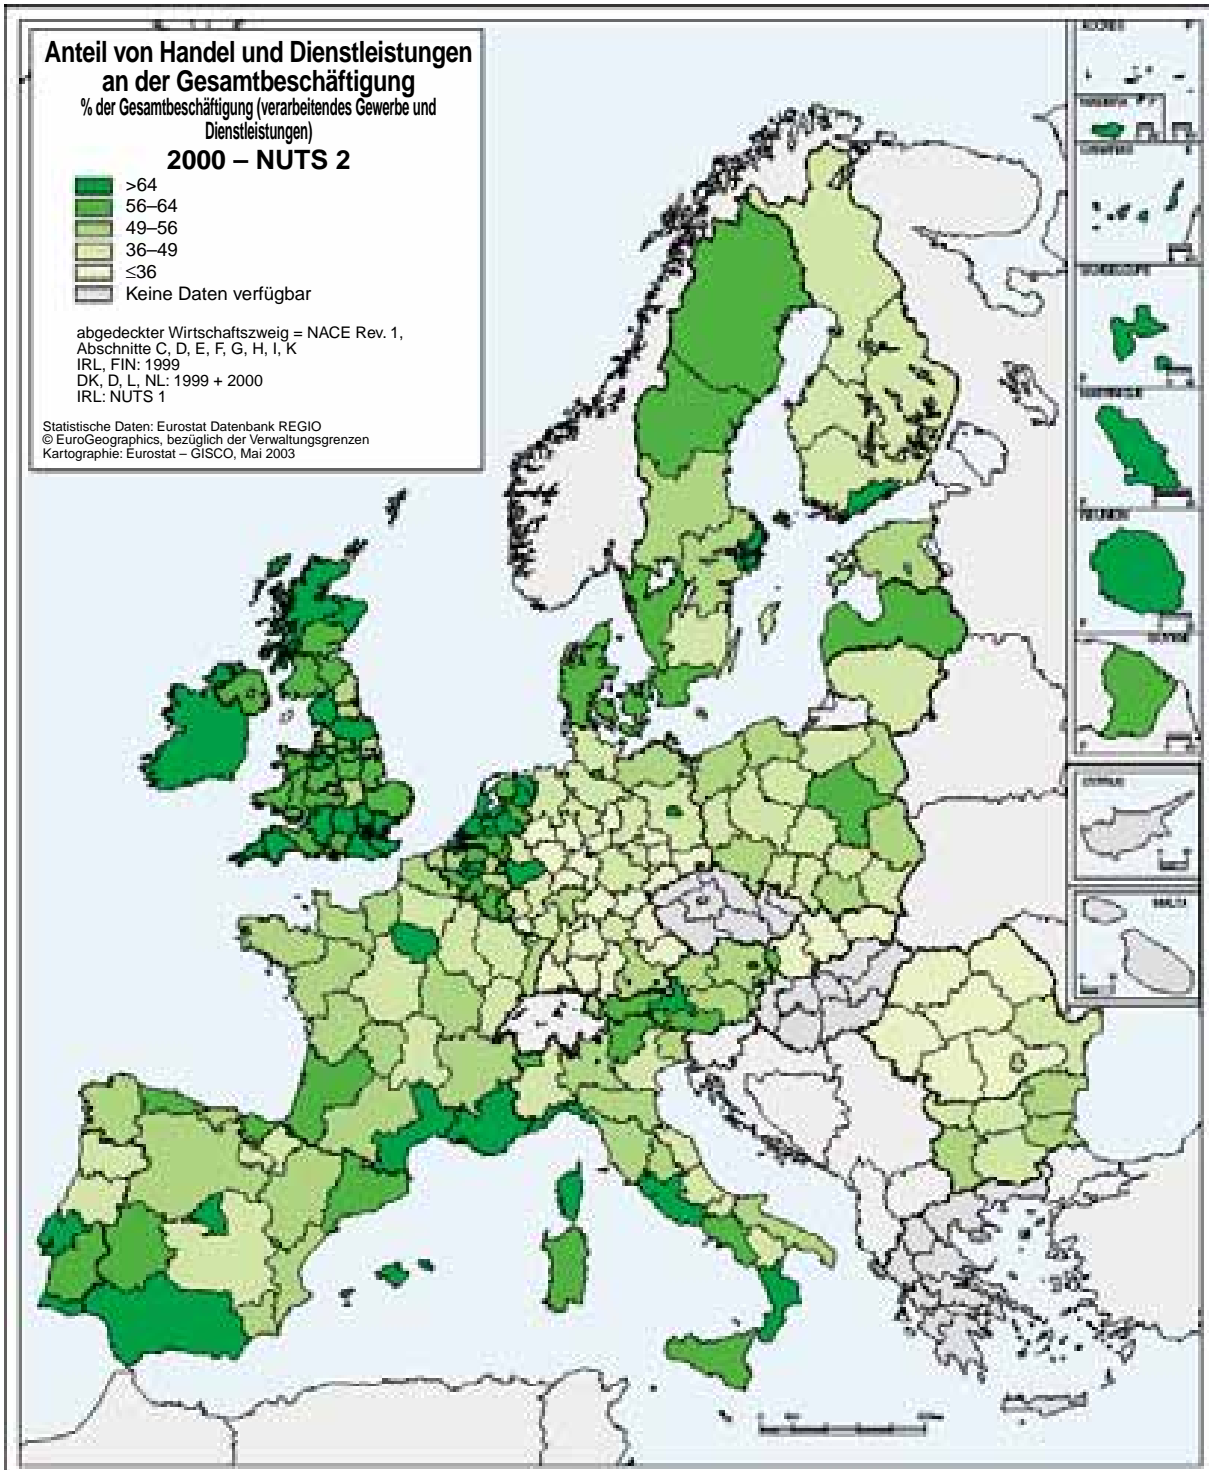 Anteil von Handel und Dienstleistungen
an der Gesamtbeschäftigung
% der Gesamtbeschäftigung (verarbeitendes Gewerbe und
Dienstleistungen)
2000 – NUTS 2
>64
56–64
49–56
36–49
≤36
Keine Daten verfügbar
abgedeckter Wirtschaftszweig = NACE Rev. 1,
Abschnitte C, D, E, F, G, H, I, K
IRL, FIN: 1999
DK, D, L, NL: 1999 + 2000
IRL: NUTS 1
Statistische Daten: Eurostat Datenbank REGIO
© EuroGeographics, bezüglich der Verwaltungsgrenzen
Kartographie: Eurostat – GISCO, Mai 2003